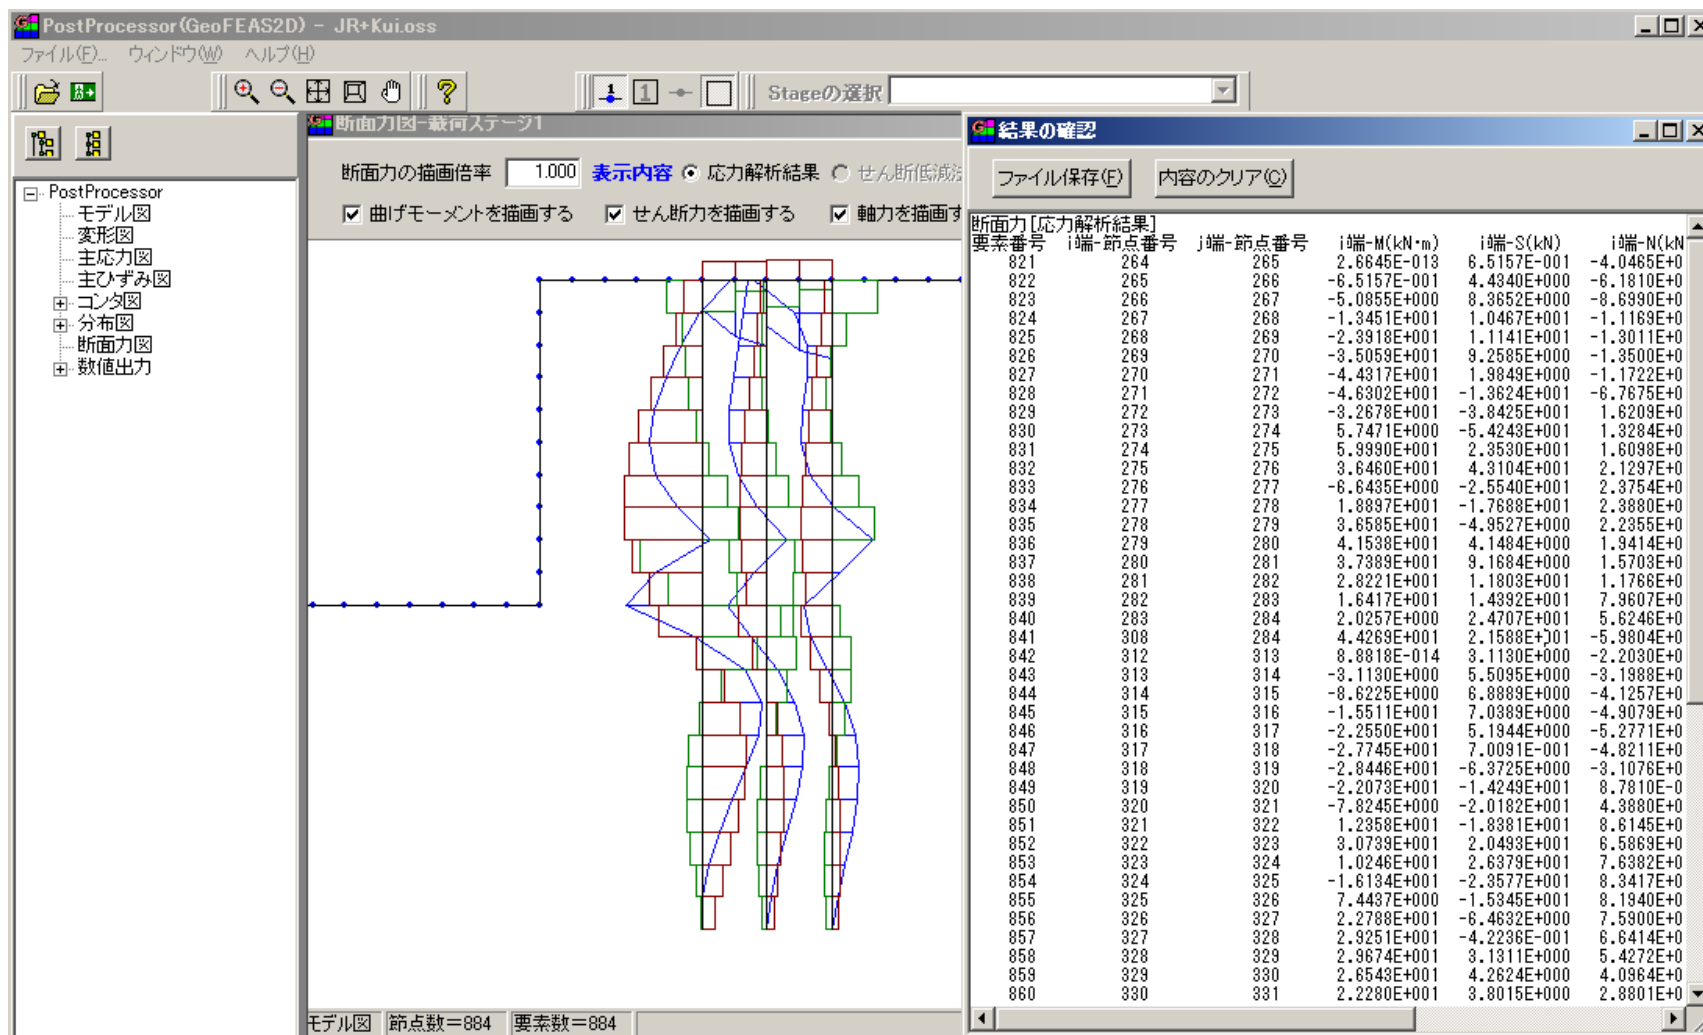 PostProcessor(GeoFEAS2D) - JR+Kui.oss
ファイル(F)... ウィンドウ(W) ヘルプ(H)
Stageの選択
PostProcessor
モデル図
変形図
主応力図
主ひずみ図
コンタ図
分布図
断面力図
数値出力
断面力図-載荷ステージ1
断面力の描画倍率 1.000 表示内容 応力解析結果 せん断低減法
曲げモーメントを描画する せん断力を描画する 軸力を描画す
モデル図 節点数=884 要素数=884
結果の確認
ファイル保存(F) 内容のクリア(C)
断面力[応力解析結果]
要素番号 i端-節点番号 j端-節点番号 i端-M(kN・m) i端-S(kN) i端-N(kN
821 264 265 2.6645E-013 6.5157E-001 -4.0465E+0
822 265 266 -6.5157E-001 4.4340E+000 -6.1810E+0
823 266 267 -5.0855E+000 8.3652E+000 -8.6990E+0
824 267 268 -1.3451E+001 1.0467E+001 -1.1169E+0
825 268 269 -2.3918E+001 1.1141E+001 -1.3011E+0
826 269 270 -3.5059E+001 9.2585E+000 -1.3500E+0
827 270 271 -4.4317E+001 1.9849E+000 -1.1722E+0
828 271 272 -4.6302E+001 -1.3624E+001 -6.7675E+0
829 272 273 -3.2678E+001 -3.8425E+001 1.6209E+0
830 273 274 5.7471E+000 -5.4243E+001 1.3284E+0
831 274 275 5.9990E+001 2.3530E+001 1.6098E+0
832 275 276 3.6460E+001 4.3104E+001 2.1297E+0
833 276 277 -6.6435E+000 -2.5540E+001 2.3754E+0
834 277 278 1.8897E+001 -1.7688E+001 2.3880E+0
835 278 279 3.6585E+001 -4.9527E+000 2.2355E+0
836 279 280 4.1538E+001 4.1484E+000 1.9414E+0
837 280 281 3.7389E+001 9.1684E+000 1.5703E+0
838 281 282 2.8221E+001 1.1803E+001 1.1766E+0
839 282 283 1.6417E+001 1.4392E+001 7.9607E+0
840 283 284 2.0257E+000 2.4707E+001 5.6246E+0
841 308 284 4.4269E+001 2.1588E+001 -5.9804E+0
842 312 313 8.8818E-014 3.1130E+000 -2.2030E+0
843 313 314 -3.1130E+000 5.5095E+000 -3.1988E+0
844 314 315 -8.6225E+000 6.8889E+000 -4.1257E+0
845 315 316 -1.5511E+001 7.0389E+000 -4.9079E+0
846 316 317 -2.2550E+001 5.1944E+000 -5.2771E+0
847 317 318 -2.7745E+001 7.0091E-001 -4.8211E+0
848 318 319 -2.8446E+001 -6.3725E+000 -3.1076E+0
849 319 320 -2.2073E+001 -1.4249E+001 8.7810E-0
850 320 321 -7.8245E+000 -2.0182E+001 4.3880E+0
851 321 322 1.2358E+001 -1.8381E+001 8.6145E+0
852 322 323 3.0739E+001 2.0493E+001 6.5869E+0
853 323 324 1.0246E+001 2.6379E+001 7.6382E+0
854 324 325 -1.6134E+001 -2.3577E+001 8.3417E+0
855 325 326 7.4437E+000 -1.5345E+001 8.1940E+0
856 326 327 2.2788E+001 -6.4632E+000 7.5900E+0
857 327 328 2.9251E+001 -4.2236E-001 6.6414E+0
858 328 329 2.9674E+001 3.1311E+000 5.4272E+0
859 329 330 2.6543E+001 4.2624E+000 4.0964E+0
860 330 331 2.2280E+001 3.8015E+000 2.8801E+0